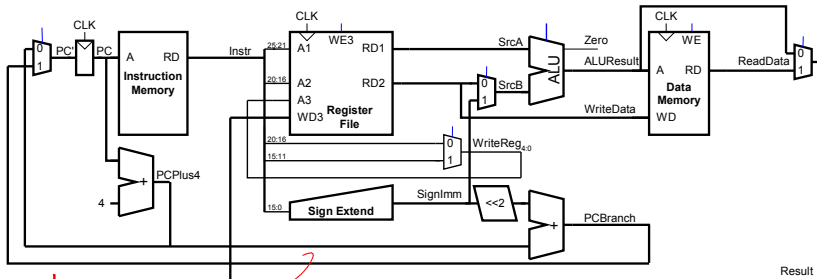 CLK CLK CLK
0 1 PC' PC A RD Instruction Memory Instr
25:21 A1 WE3 RD1 SrcA Zero
20:16 A2 RD2 0 1 SrcB ALU ALUResult
A3 WD3 Register File
WE A RD Data Memory WD ReadData 0 1
WriteData
20:16 0 WriteReg4:0
15:11 1
4 + PCPlus4
15:0 Sign Extend SignImm <<2 + PCBranch
Result